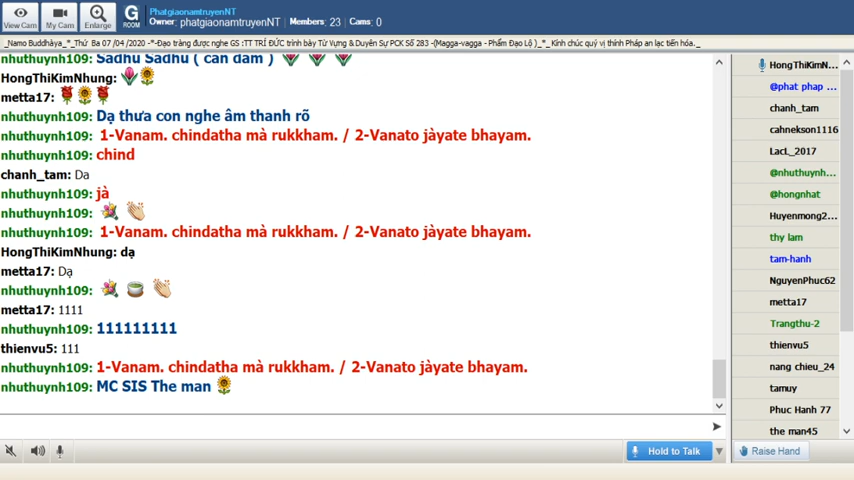 PhatgiaonamtruyenNT
Owner: phatgiaonamtruyenNT | Members: 23 | Cams: 0
View Cam My Cam Enlarge G ROOM
_Namo Buddhàya_*_Thứ Ba 07 /04 /2020 -*-Đạo tràng được nghe GS :TT TRÍ ĐỨC trình bày Từ Vựng &Duyên Sự PCK Số 283 -(Magga-vagga - Phẩm Đạo Lộ )_*_ Kính chúc quý vị thính Pháp an lạc tiến hóa._
nhuthuynh109: Sadhu Sadhu ( can dam )
HongThiKimNhung:
metta17:
nhuthuynh109: Dạ thưa con nghe âm thanh rõ
nhuthuynh109: 1-Vanam. chindatha mà rukkham. / 2-Vanato jàyate bhayam.
nhuthuynh109: chind
chanh_tam: Da
nhuthuynh109: jà
nhuthuynh109:
nhuthuynh109: 1-Vanam. chindatha mà rukkham. / 2-Vanato jàyate bhayam.
HongThiKimNhung: dạ
metta17: Dạ
nhuthuynh109:
metta17: 1111
nhuthuynh109: 111111111
thienvu5: 111
nhuthuynh109: 1-Vanam. chindatha mà rukkham. / 2-Vanato jàyate bhayam.
nhuthuynh109: MC SIS The man
HongThiKimN...
@phat phap ...
chanh_tam
cahnekson1116
LacL_2017
@nhuthuynh...
@hongnhat
Huyenmong2...
thy lam
tam-hanh
NguyenPhuc62
metta17
Trangthu-2
thienvu5
nang chieu_24
tamuy
Phuc Hanh 77
the man45
Hold to Talk
Raise Hand